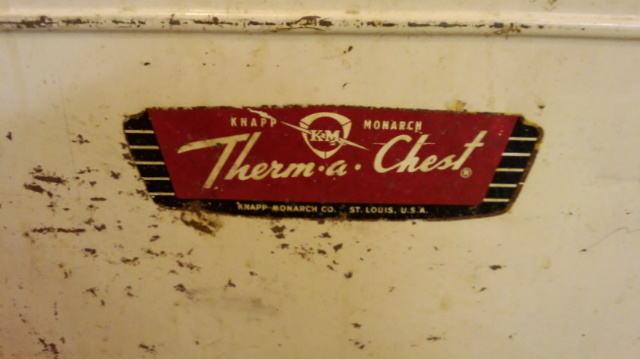 KNAPP K-M MONARCH
Therm·a·Chest®
KNAPP-MONARCH CO. ST. LOUIS, U.S.A.